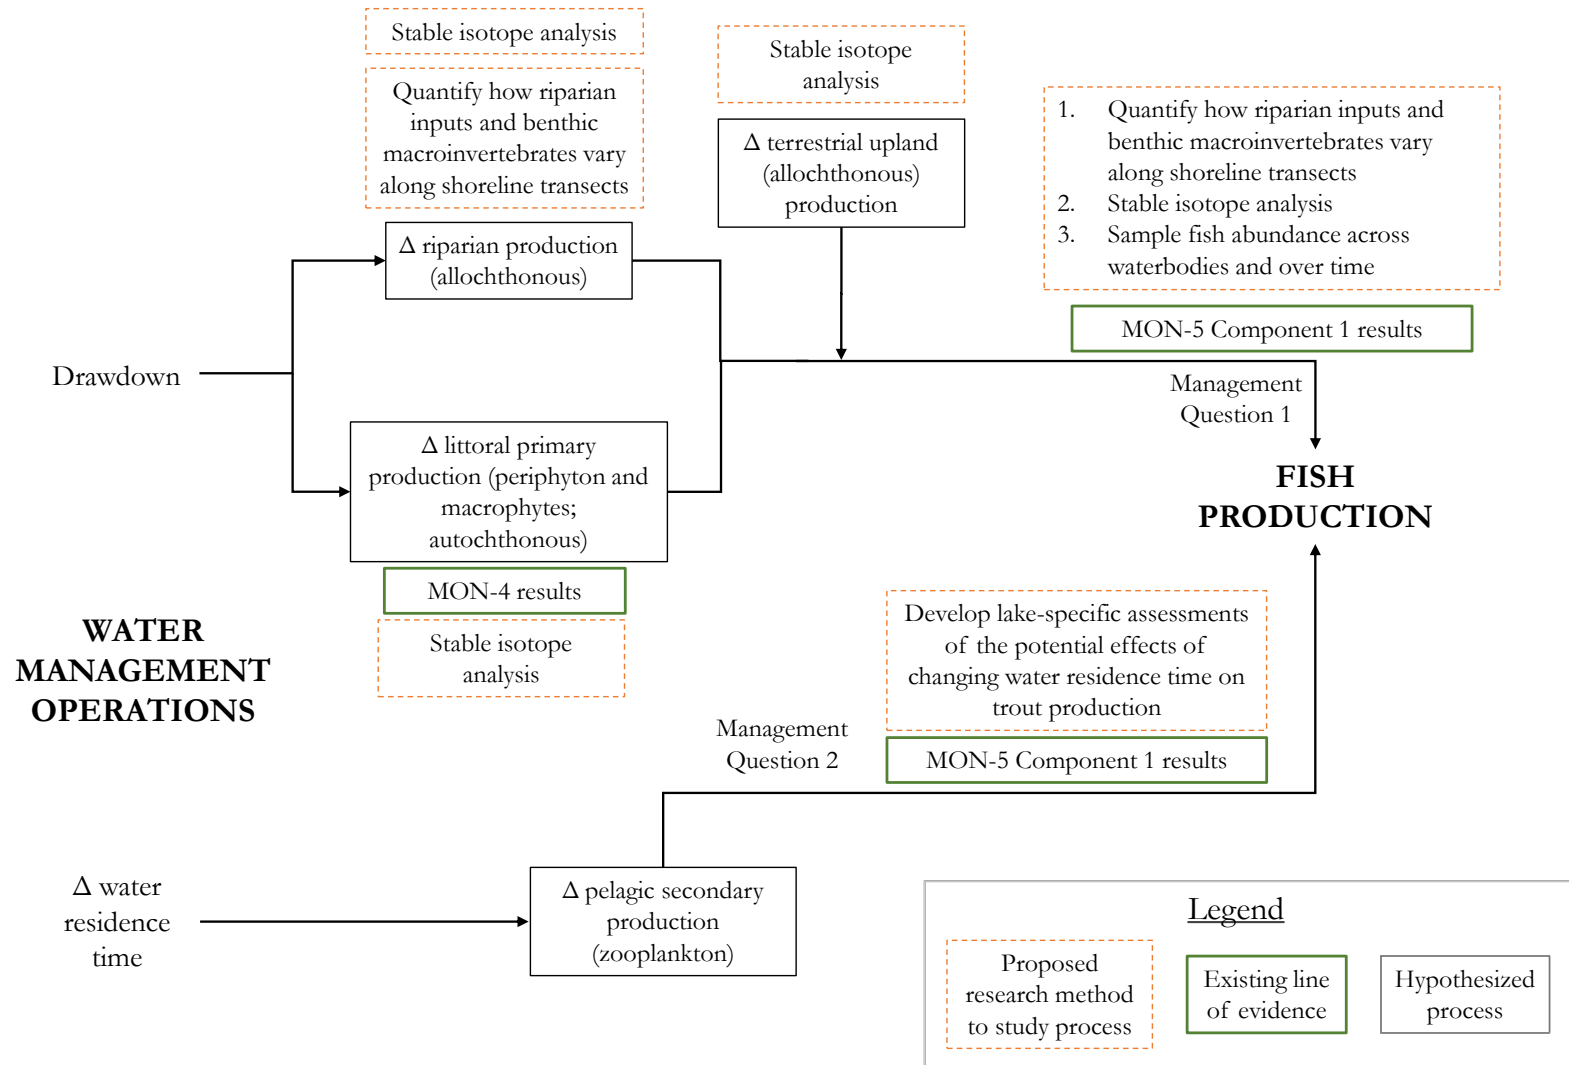 Stable isotope analysis
Quantify how riparian
inputs and benthic
macroinvertebrates vary
along shoreline transects
Δ riparian production
(allochthonous)
Stable isotope
analysis
Δ terrestrial upland
(allochthonous)
production
1. Quantify how riparian inputs and
benthic macroinvertebrates vary
along shoreline transects
2. Stable isotope analysis
3. Sample fish abundance across
waterbodies and over time
MON-5 Component 1 results
Management
Question 1
Drawdown
Δ littoral primary
production (periphyton and
macrophytes;
autochthonous)
MON-4 results
Stable isotope
analysis
FISH
PRODUCTION
WATER
MANAGEMENT
OPERATIONS
Develop lake-specific assessments
of the potential effects of
changing water residence time on
trout production
Management
Question 2
MON-5 Component 1 results
Δ water
residence
time
Δ pelagic secondary
production
(zooplankton)
Legend
Proposed
research method
to study process
Existing line
of evidence
Hypothesized
process